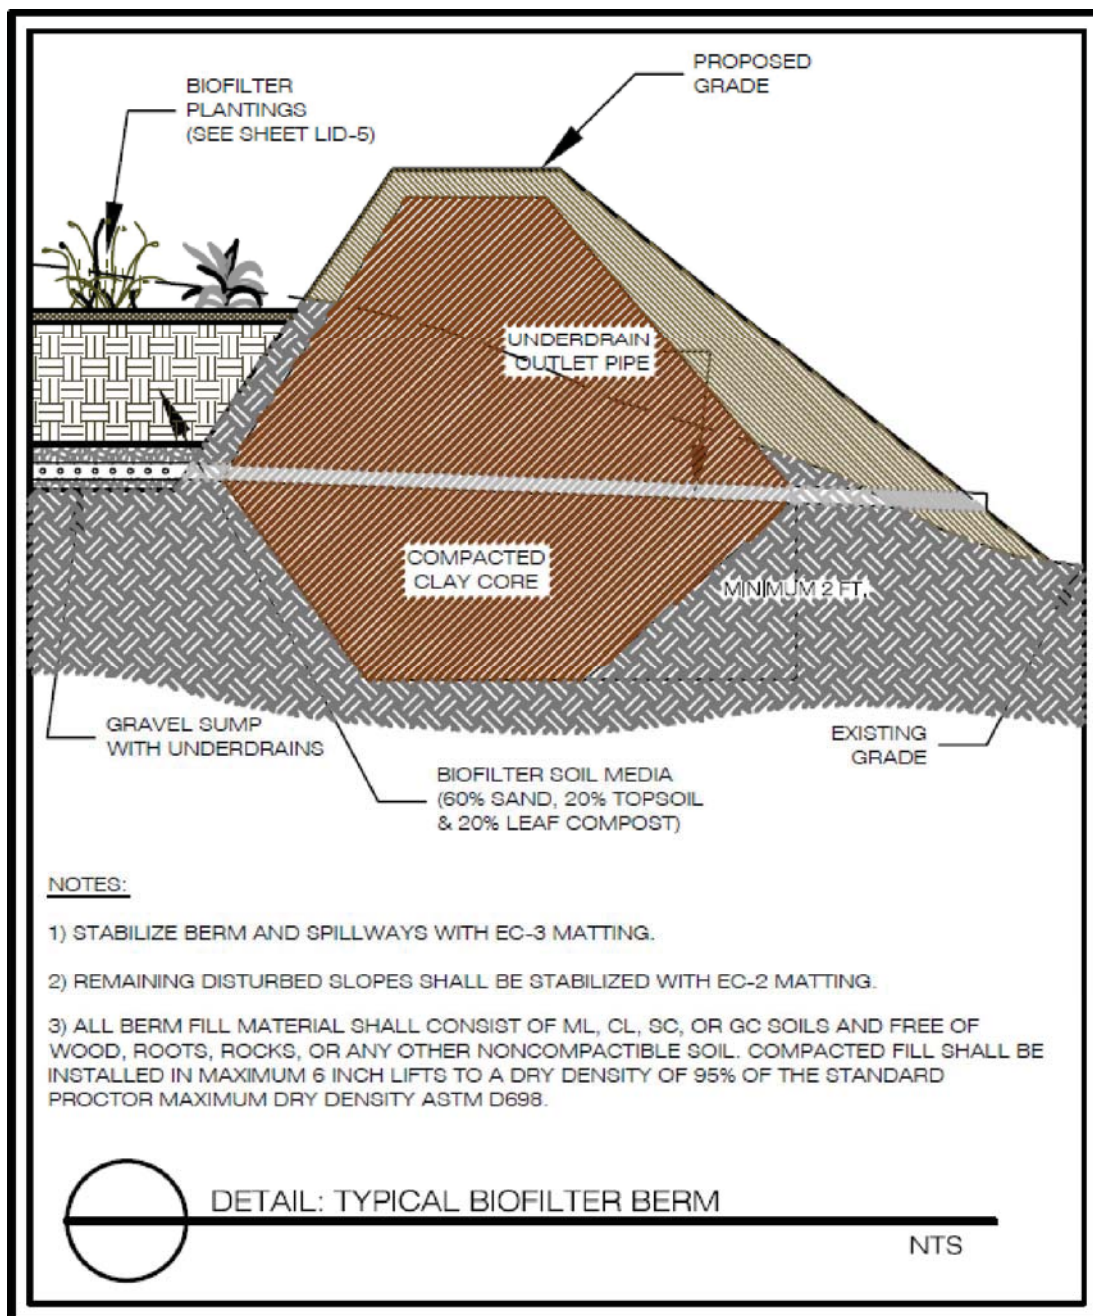 BIOFILTER
PLANTINGS
(SEE SHEET LID-5)
PROPOSED
GRADE
UNDERDRAIN
OUTLET PIPE
COMPACTED
CLAY CORE
MINIMUM 2 FT.
GRAVEL SUMP
WITH UNDERDRAINS
EXISTING
GRADE
BIOFILTER SOIL MEDIA
(60% SAND, 20% TOPSOIL
& 20% LEAF COMPOST)
NOTES:
1) STABILIZE BERM AND SPILLWAYS WITH EC-3 MATTING.
2) REMAINING DISTURBED SLOPES SHALL BE STABILIZED WITH EC-2 MATTING.
3) ALL BERM FILL MATERIAL SHALL CONSIST OF ML, CL, SC, OR GC SOILS AND FREE OF
WOOD, ROOTS, ROCKS, OR ANY OTHER NONCOMPACTIBLE SOIL. COMPACTED FILL SHALL BE
INSTALLED IN MAXIMUM 6 INCH LIFTS TO A DRY DENSITY OF 95% OF THE STANDARD
PROCTOR MAXIMUM DRY DENSITY ASTM D698.
DETAIL: TYPICAL BIOFILTER BERM
NTS